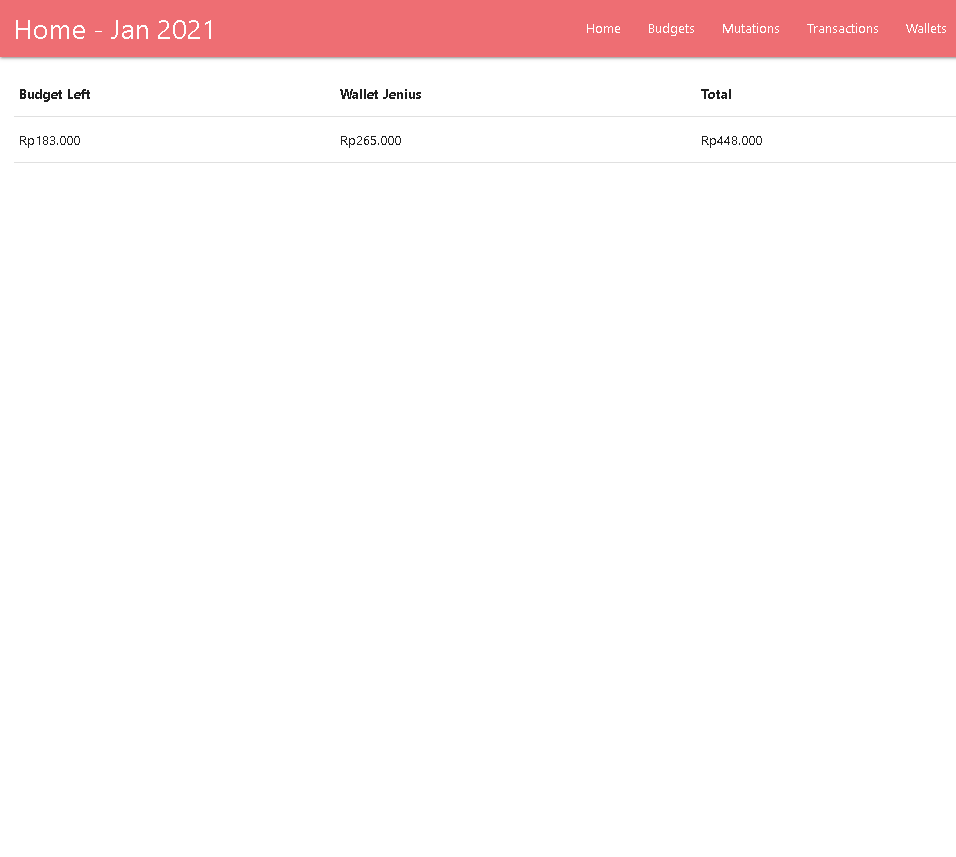 Home - Jan 2021 Home Budgets Mutations Transactions Wallets
Budget Left Wallet Jenius Total
Rp183.000 Rp265.000 Rp448.000